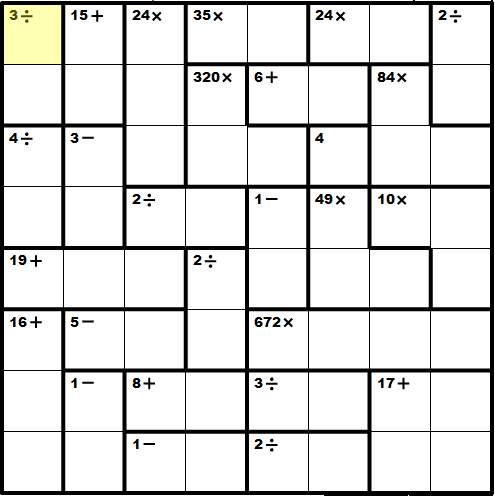 3÷ 15+ 24× 35× 24× 2÷
320× 6+ 84×
4÷ 3− 4
2÷ 1− 49× 10×
19+ 2÷
16+ 5− 672×
1− 8+ 3÷ 17+
1− 2÷